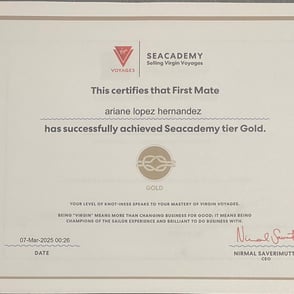 Virgin
VOYAGES
SEACADEMY
Selling Virgin Voyages
This certifies that First Mate
ariane lopez hernandez
has successfully achieved Seacademy tier Gold.
GOLD
YOUR LEVEL OF KNOT-INESS SPEAKS TO YOUR MASTERY OF VIRGIN VOYAGES.
BEING "VIRGIN" MEANS MORE THAN CHANGING BUSINESS FOR GOOD. IT MEANS BEING
CHAMPIONS OF THE SAILOR EXPERIENCE AND BRILLIANT TO DO BUSINESS WITH.
07-Mar-2025 00:26
DATE
NIRMAL SAVERIMUTT
CEO